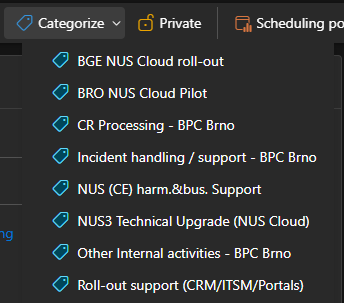 Categorize
Private
Scheduling po
BGE NUS Cloud roll-out
BRO NUS Cloud Pilot
CR Processing - BPC Brno
Incident handling / support - BPC Brno
NUS (CE) harm.&bus. Support
NUS3 Technical Upgrade (NUS Cloud)
ng
Other Internal activities - BPC Brno
Roll-out support (CRM/ITSM/Portals)